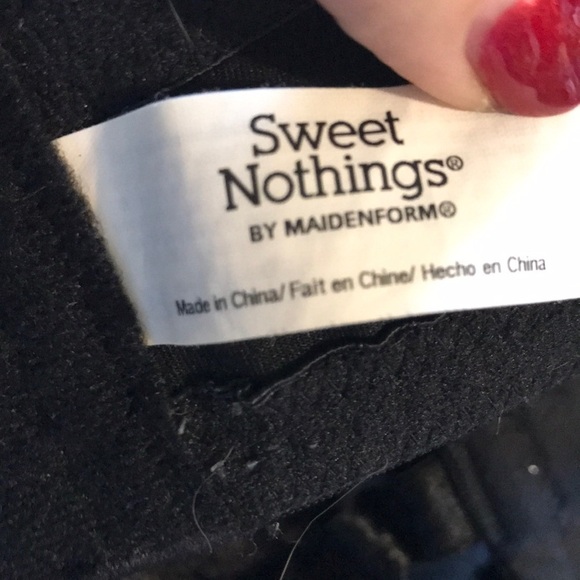 Sweet
Nothings®
BY MAIDENFORM®
Made in China/ Fait en Chine/ Hecho en China